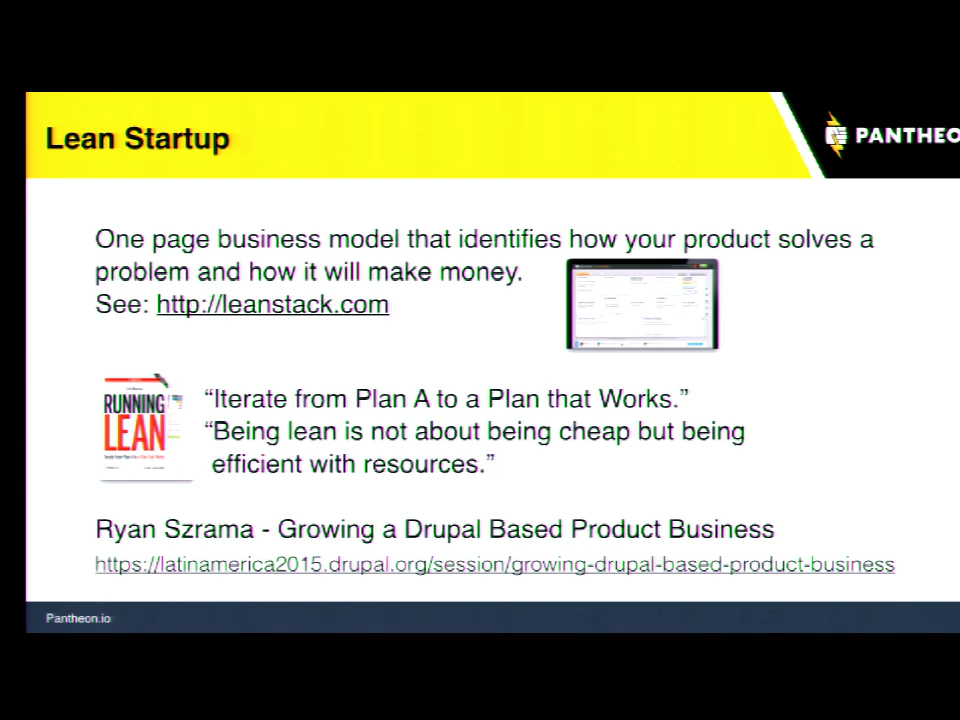 Lean Startup
PANTHEO
One page business model that identifies how your product solves a
problem and how it will make money.
See: http://leanstack.com
RUNNING
LEAN
“Iterate from Plan A to a Plan that Works.”
“Being lean is not about being cheap but being
efficient with resources.”
Ryan Szrama - Growing a Drupal Based Product Business
https://latinamerica2015.drupal.org/session/growing-drupal-based-product-business
Pantheon.io